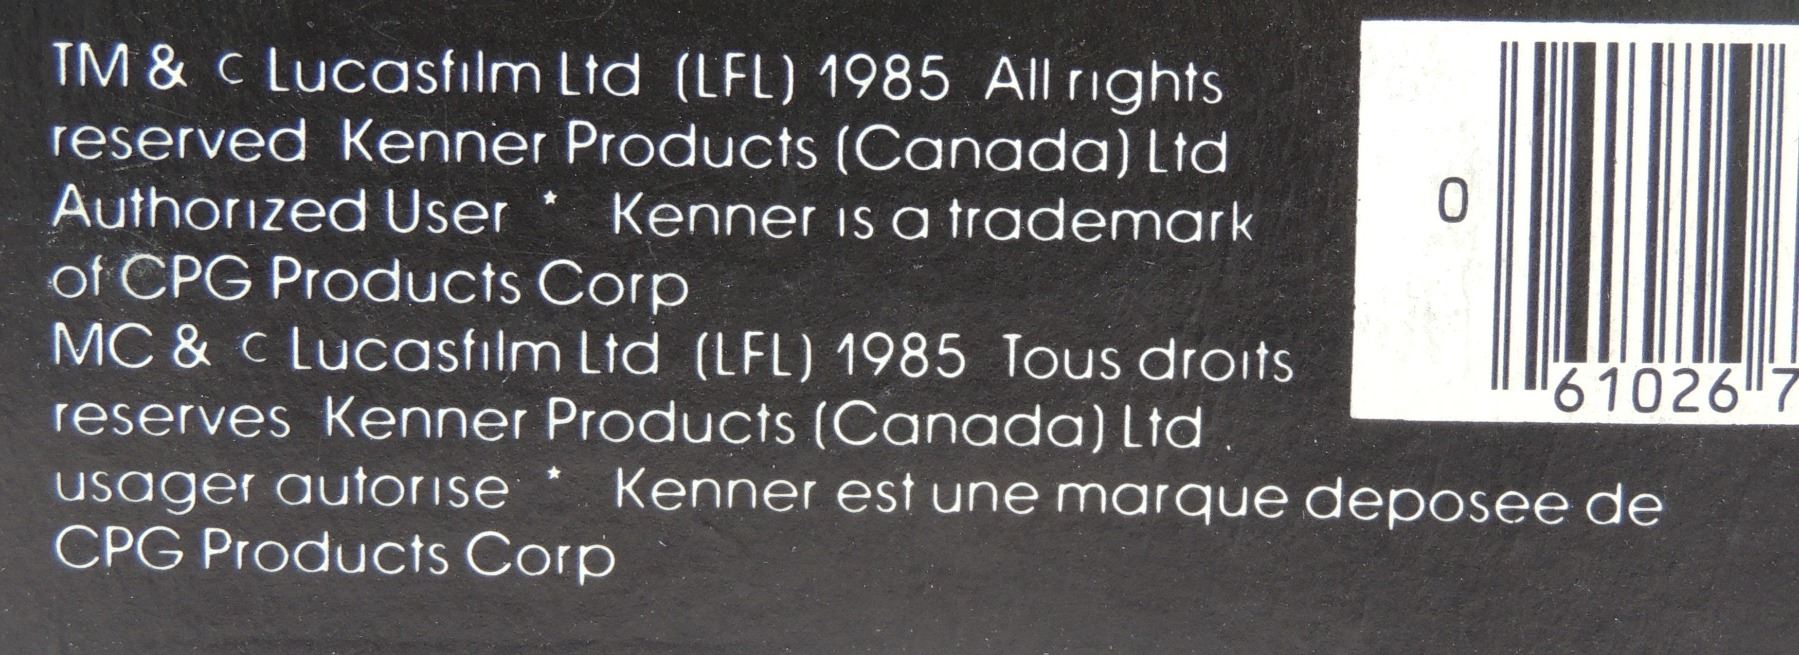 TM & c Lucasfilm Ltd (LFL) 1985 All rights
reserved Kenner Products (Canada) Ltd
Authorized User * Kenner is a trademark
of CPG Products Corp
MC & c Lucasfilm Ltd (LFL) 1985 Tous droits
reserves Kenner Products (Canada) Ltd .
usager autorise * Kenner est une marque deposee de
CPG Products Corp
0
61026 7